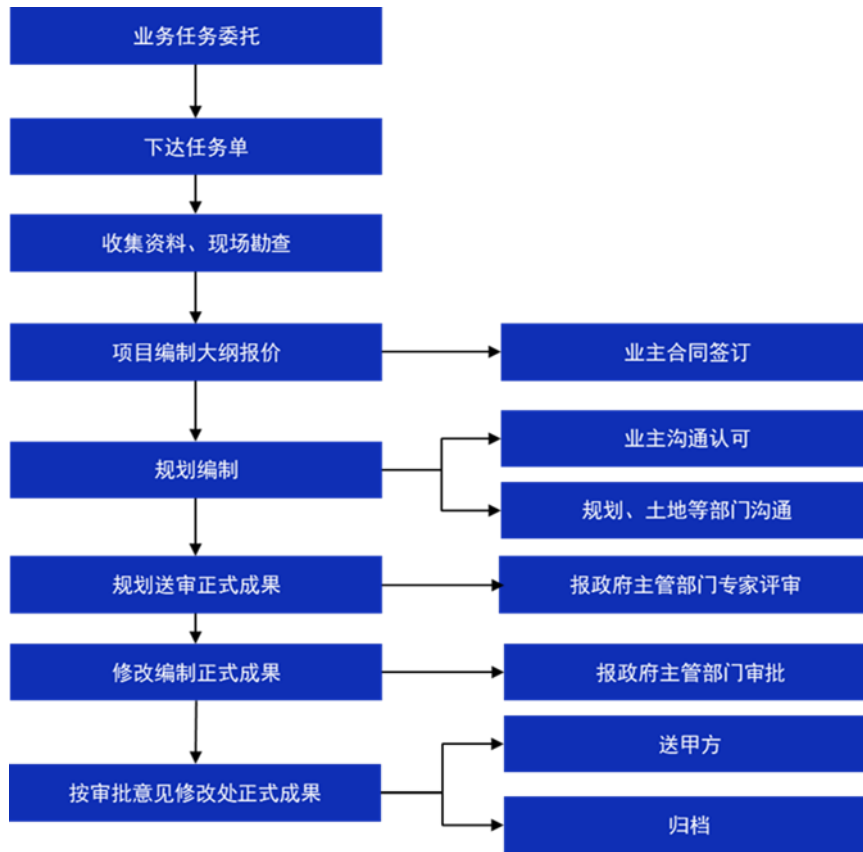 业务任务委托
下达任务单
收集资料、现场勘查
项目编制大纲报价
业主合同签订
规划编制
业主沟通认可
规划、土地等部门沟通
规划送审正式成果
报政府主管部门专家评审
修改编制正式成果
报政府主管部门审批
按审批意见修改处正式成果
送甲方
归档